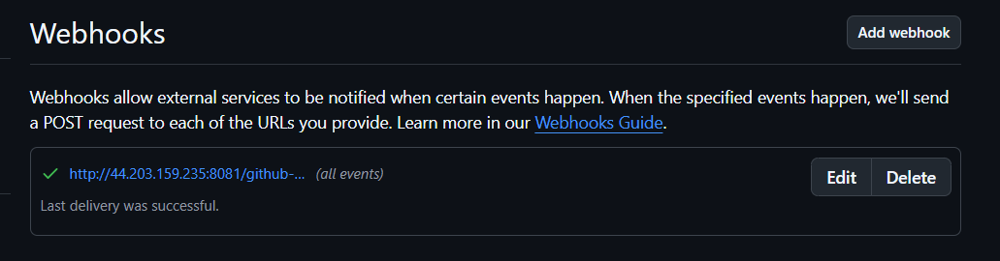 Webhooks
Add webhook
Webhooks allow external services to be notified when certain events happen. When the specified events happen, we'll send
a POST request to each of the URLs you provide. Learn more in our Webhooks Guide.
http://44.203.159.235:8081/github-... (all events)
Edit
Delete
Last delivery was successful.